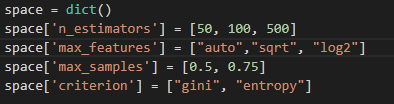 space = dict()
space['n_estimators'] = [50, 100, 500]
space['max_features'] = ["auto","sqrt", "log2"]
space['max_samples'] = [0.5, 0.75]
space['criterion'] = ["gini", "entropy"]